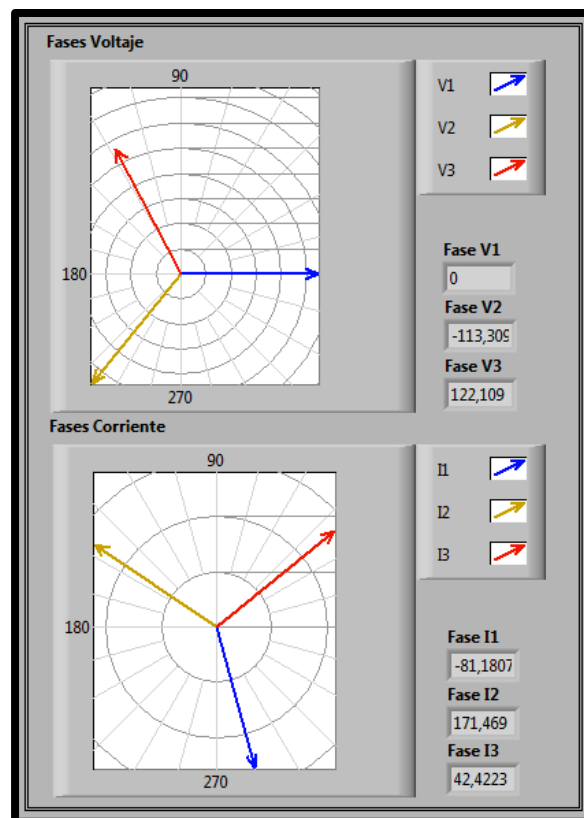 Fases Voltaje
90
180
270
V1
V2
V3
Fase V1
0
Fase V2
-113,309
Fase V3
122,109
Fases Corriente
90
180
270
I1
I2
I3
Fase I1
-81,1807
Fase I2
171,469
Fase I3
42,4223